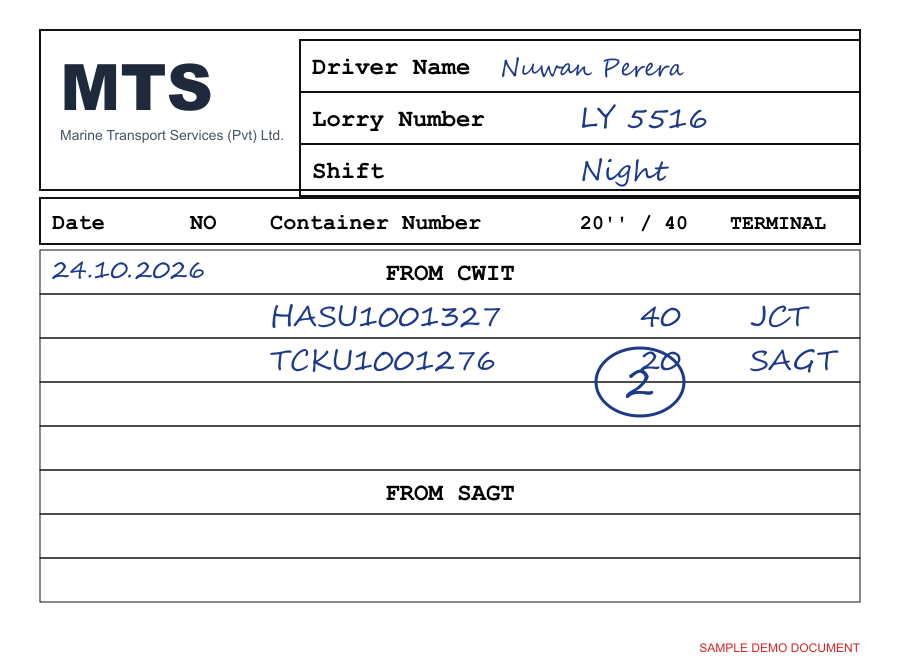 MTS
Marine Transport Services (Pvt) Ltd.
Driver Name Nuwan Perera
Lorry Number LY 5516
Shift Night
Date NO Container Number 20'' / 40 TERMINAL
24.10.2026 FROM CWIT
HASU1001327 40 JCT
TCKU1001276 20 SAGT
2
FROM SAGT
SAMPLE DEMO DOCUMENT